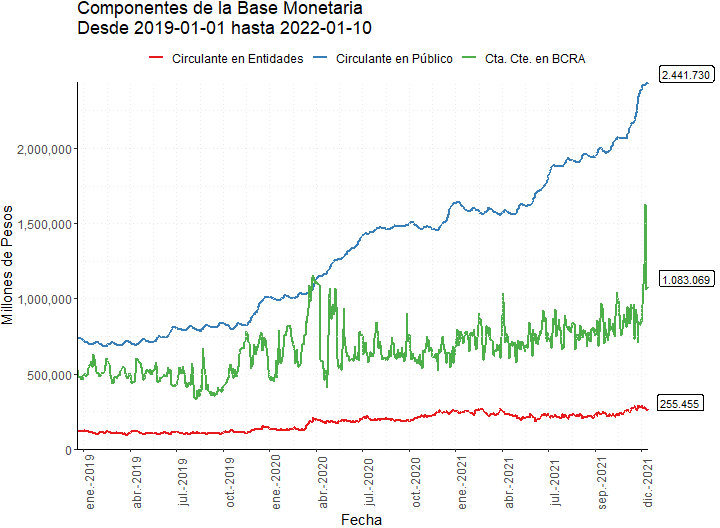 Componentes de la Base Monetaria
Desde 2019-01-01 hasta 2022-01-10
Circulante en Entidades Circulante en Público Cta. Cte. en BCRA
Millones de Pesos
2,000,000
1,500,000
1,000,000
500,000
0
2.441.730
1.083.069
255.455
ene.-2019
abr.-2019
jul.-2019
oct.-2019
ene.-2020
abr.-2020
jul.-2020
oct.-2020
ene.-2021
abr.-2021
jul.-2021
sep.-2021
dic.-2021
Fecha